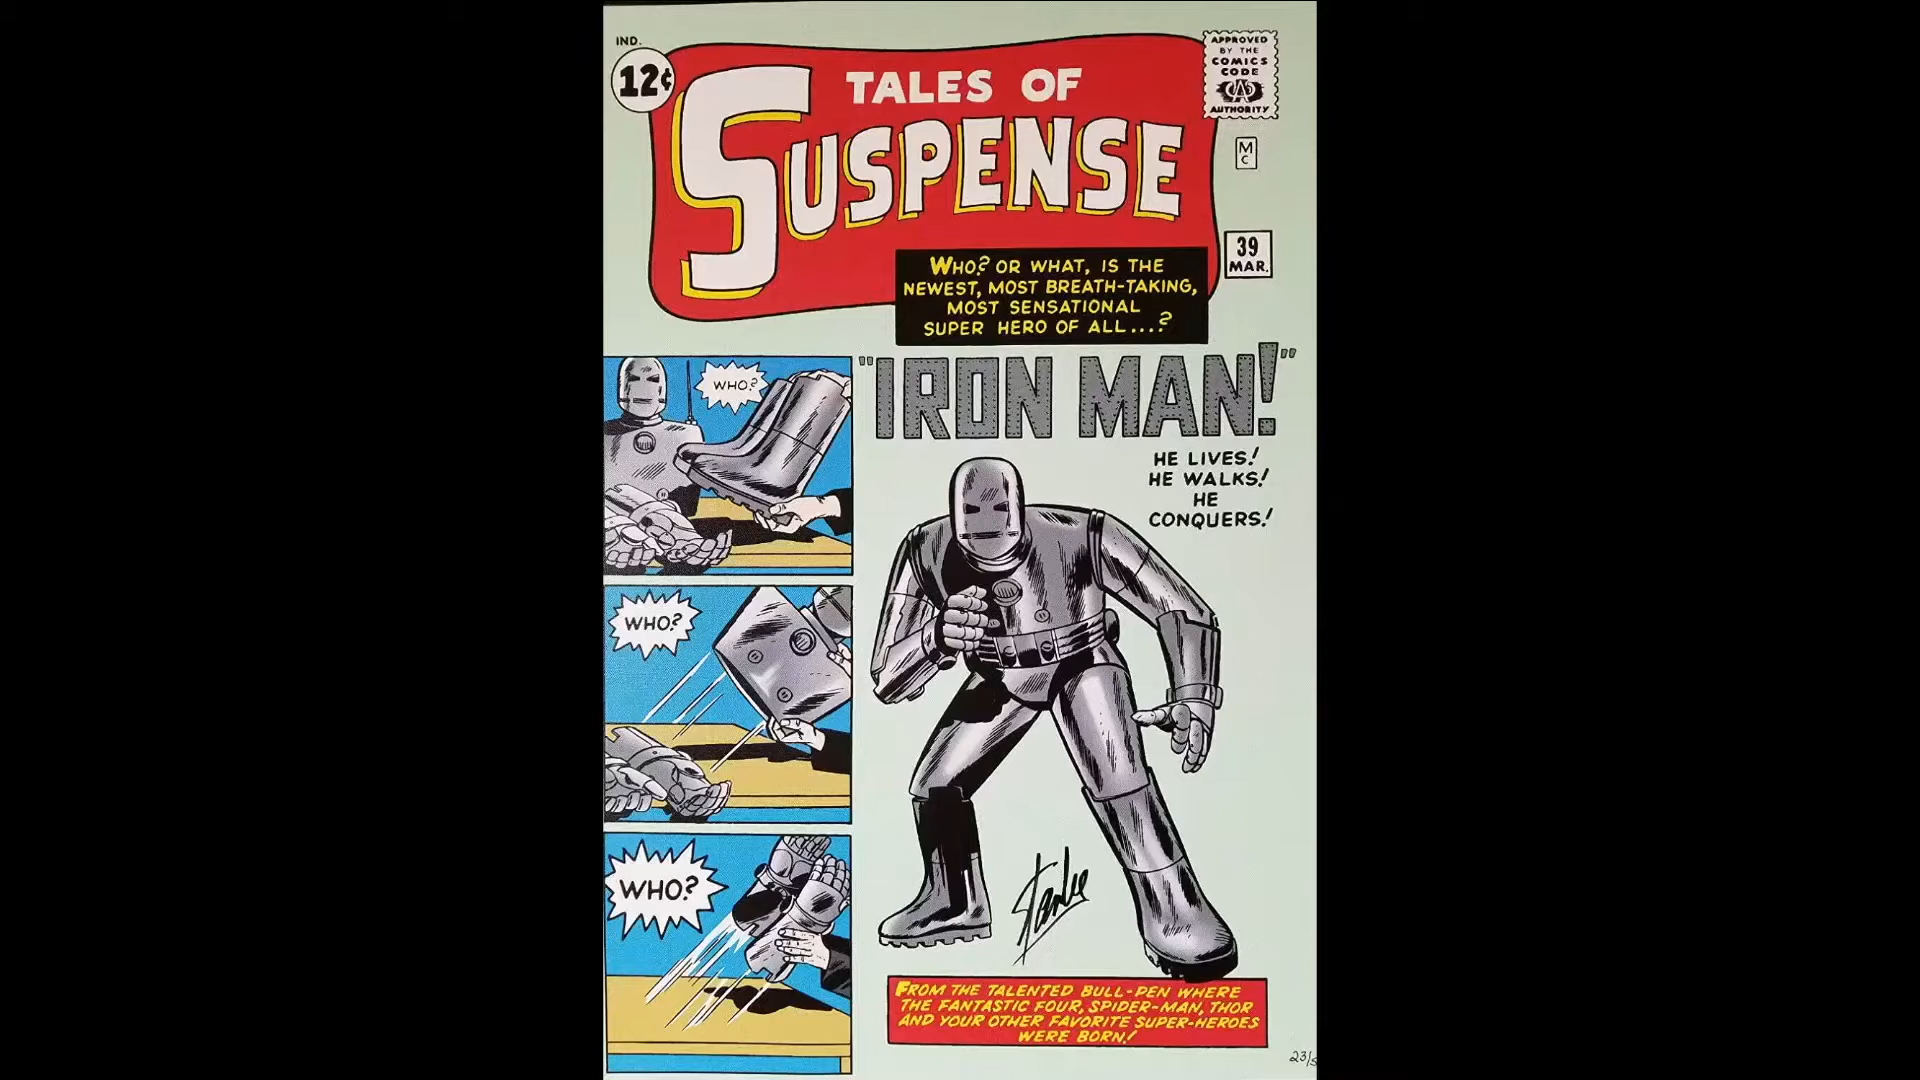 IND.
12¢
TALES OF
SUSPENSE
APPROVED
BY THE
COMICS
CODE
CA
AUTHORITY
M
C
39
MAR.
WHO? OR WHAT, IS THE
NEWEST, MOST BREATH-TAKING,
MOST SENSATIONAL
SUPER HERO OF ALL...?
"IRON MAN!"
HE LIVES!
HE WALKS!
HE
CONQUERS!
WHO?
WHO?
WHO?
Stan Lee
FROM THE TALENTED BULL-PEN WHERE
THE FANTASTIC FOUR, SPIDER-MAN, THOR
AND YOUR OTHER FAVORITE SUPER-HEROES
WERE BORN!